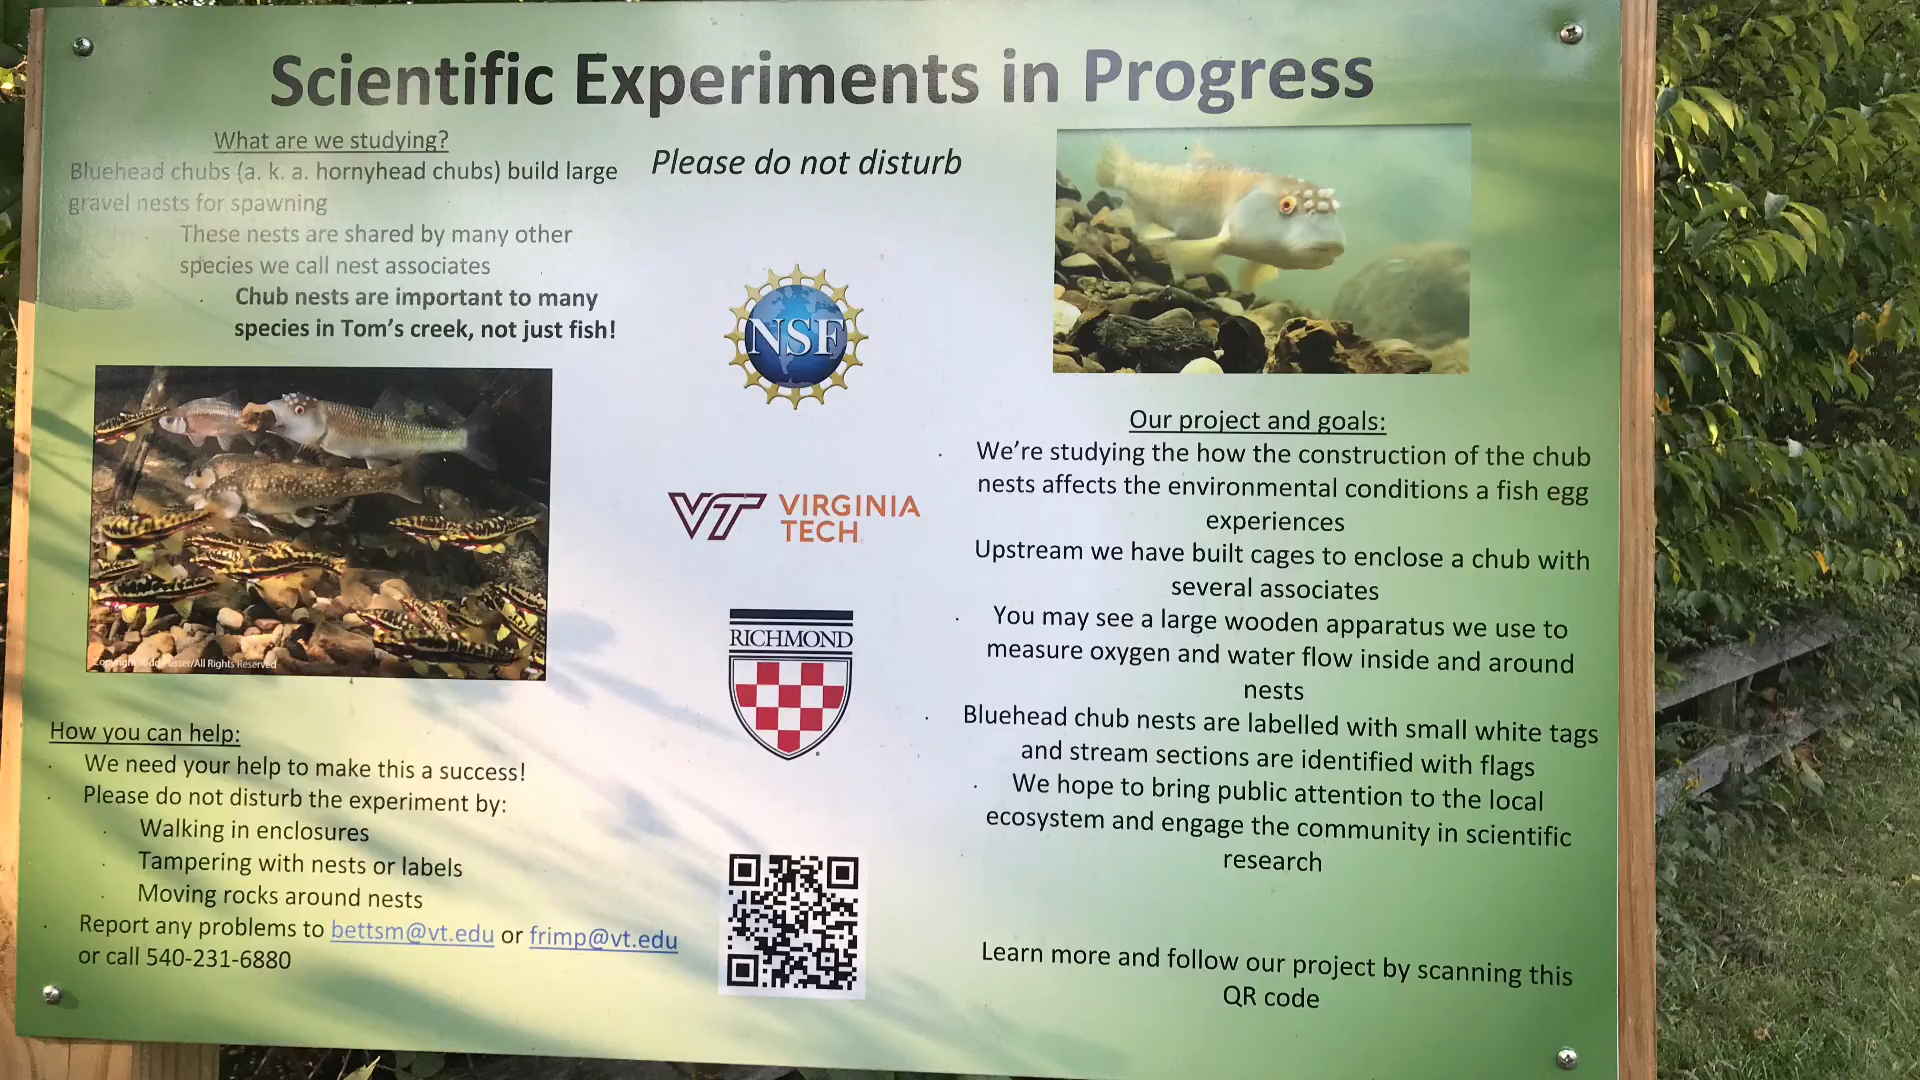 Scientific Experiments in Progress
What are we studying?
Bluehead chubs (a. k. a. hornyhead chubs) build large
gravel nests for spawning
These nests are shared by many other
species we call nest associates
Chub nests are important to many
species in Tom's creek, not just fish!
Copyright Todd Pusser/All Rights Reserved
How you can help:
We need your help to make this a success!
Please do not disturb the experiment by:
Walking in enclosures
Tampering with nests or labels
Moving rocks around nests
Report any problems to bettsm@vt.edu or frimp@vt.edu
or call 540-231-6880
Please do not disturb
NSF
VT VIRGINIA
TECH
RICHMOND
Our project and goals:
We're studying the how the construction of the chub
nests affects the environmental conditions a fish egg
experiences
Upstream we have built cages to enclose a chub with
several associates
You may see a large wooden apparatus we use to
measure oxygen and water flow inside and around
nests
Bluehead chub nests are labelled with small white tags
and stream sections are identified with flags
We hope to bring public attention to the local
ecosystem and engage the community in scientific
research
Learn more and follow our project by scanning this
QR code